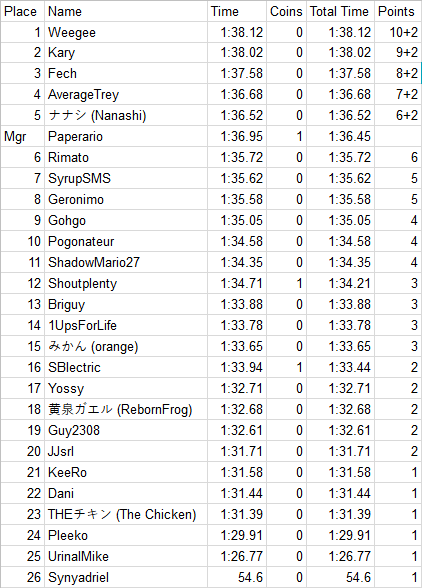 Place Name Time Coins Total Time Points
1 Weegee 1:38.12 0 1:38.12 10+2
2 Kary 1:38.02 0 1:38.02 9+2
3 Fech 1:37.58 0 1:37.58 8+2
4 AverageTrey 1:36.68 0 1:36.68 7+2
5 ナナシ (Nanashi) 1:36.52 0 1:36.52 6+2
Mgr Paperario 1:36.95 1 1:36.45
6 Rimato 1:35.72 0 1:35.72 6
7 SyrupSMS 1:35.62 0 1:35.62 5
8 Geronimo 1:35.58 0 1:35.58 5
9 Gohgo 1:35.05 0 1:35.05 4
10 Pogonateur 1:34.58 0 1:34.58 4
11 ShadowMario27 1:34.35 0 1:34.35 4
12 Shoutplenty 1:34.71 1 1:34.21 3
13 Briguy 1:33.88 0 1:33.88 3
14 1UpsForLife 1:33.78 0 1:33.78 3
15 みかん (orange) 1:33.65 0 1:33.65 3
16 SBlectric 1:33.94 1 1:33.44 2
17 Yossy 1:32.71 0 1:32.71 2
18 黄泉ガエル (RebornFrog) 1:32.68 0 1:32.68 2
19 Guy2308 1:32.61 0 1:32.61 2
20 JJsrl 1:31.71 0 1:31.71 2
21 KeeRo 1:31.58 0 1:31.58 1
22 Dani 1:31.44 0 1:31.44 1
23 THEチキン (The Chicken) 1:31.39 0 1:31.39 1
24 Pleeko 1:29.91 0 1:29.91 1
25 UrinalMike 1:26.77 0 1:26.77 1
26 Synyadriel 54.6 0 54.6 1